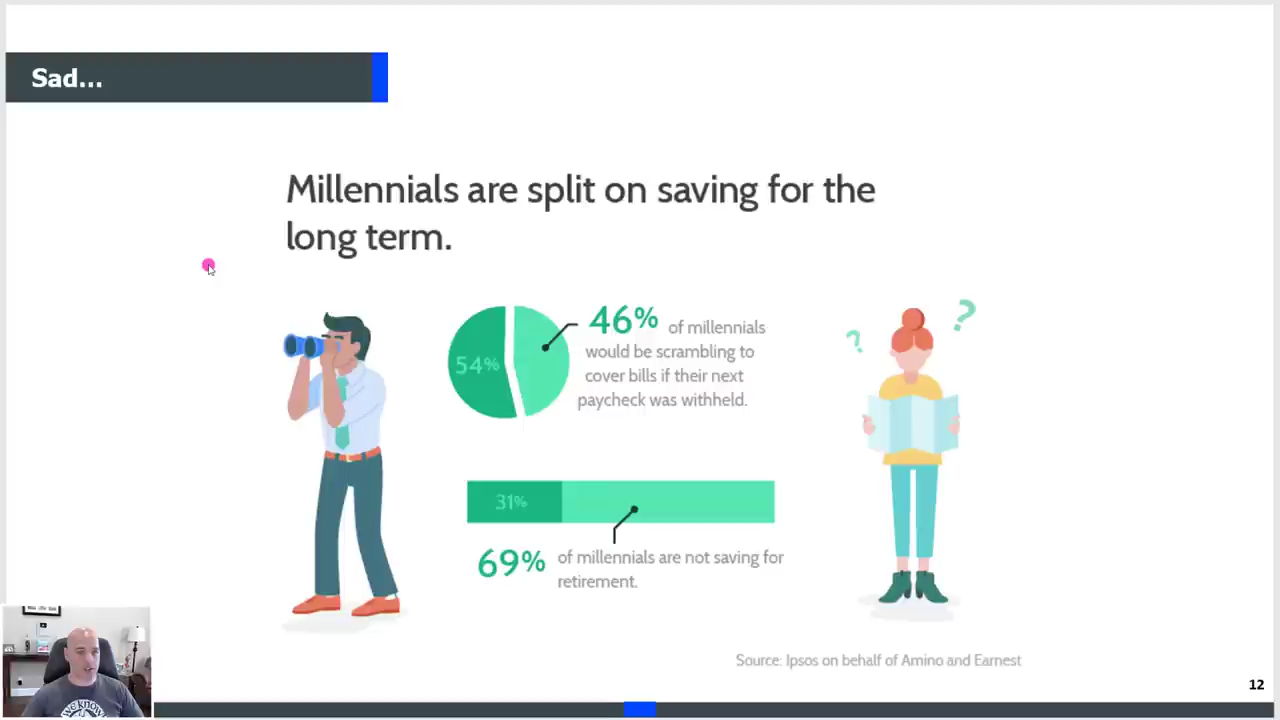 Sad...
Millennials are split on saving for the
long term.
54%
46% of millennials
would be scrambling to
cover bills if their next
paycheck was withheld.
? ?
31%
69% of millennials are not saving for
retirement.
Source: Ipsos on behalf of Amino and Earnest
12